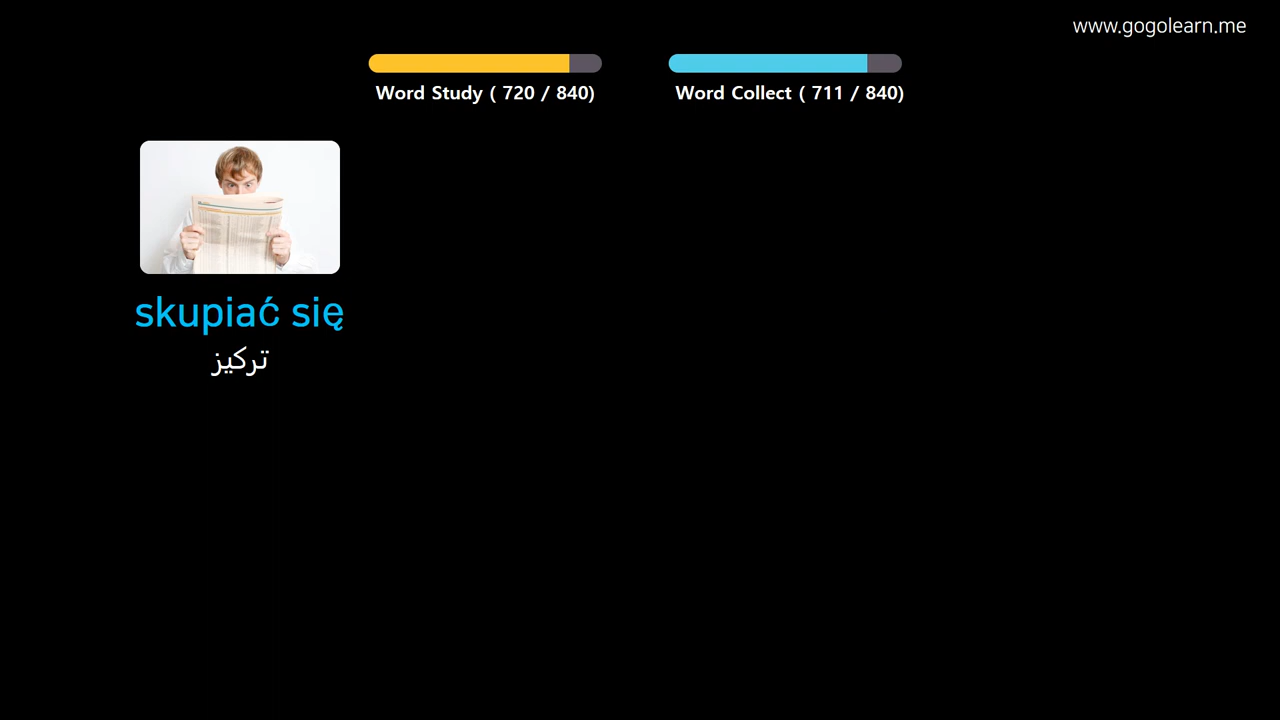 www.gogolearn.me
Word Study ( 720 / 840)
Word Collect ( 711 / 840)
skupiać się
تركيز